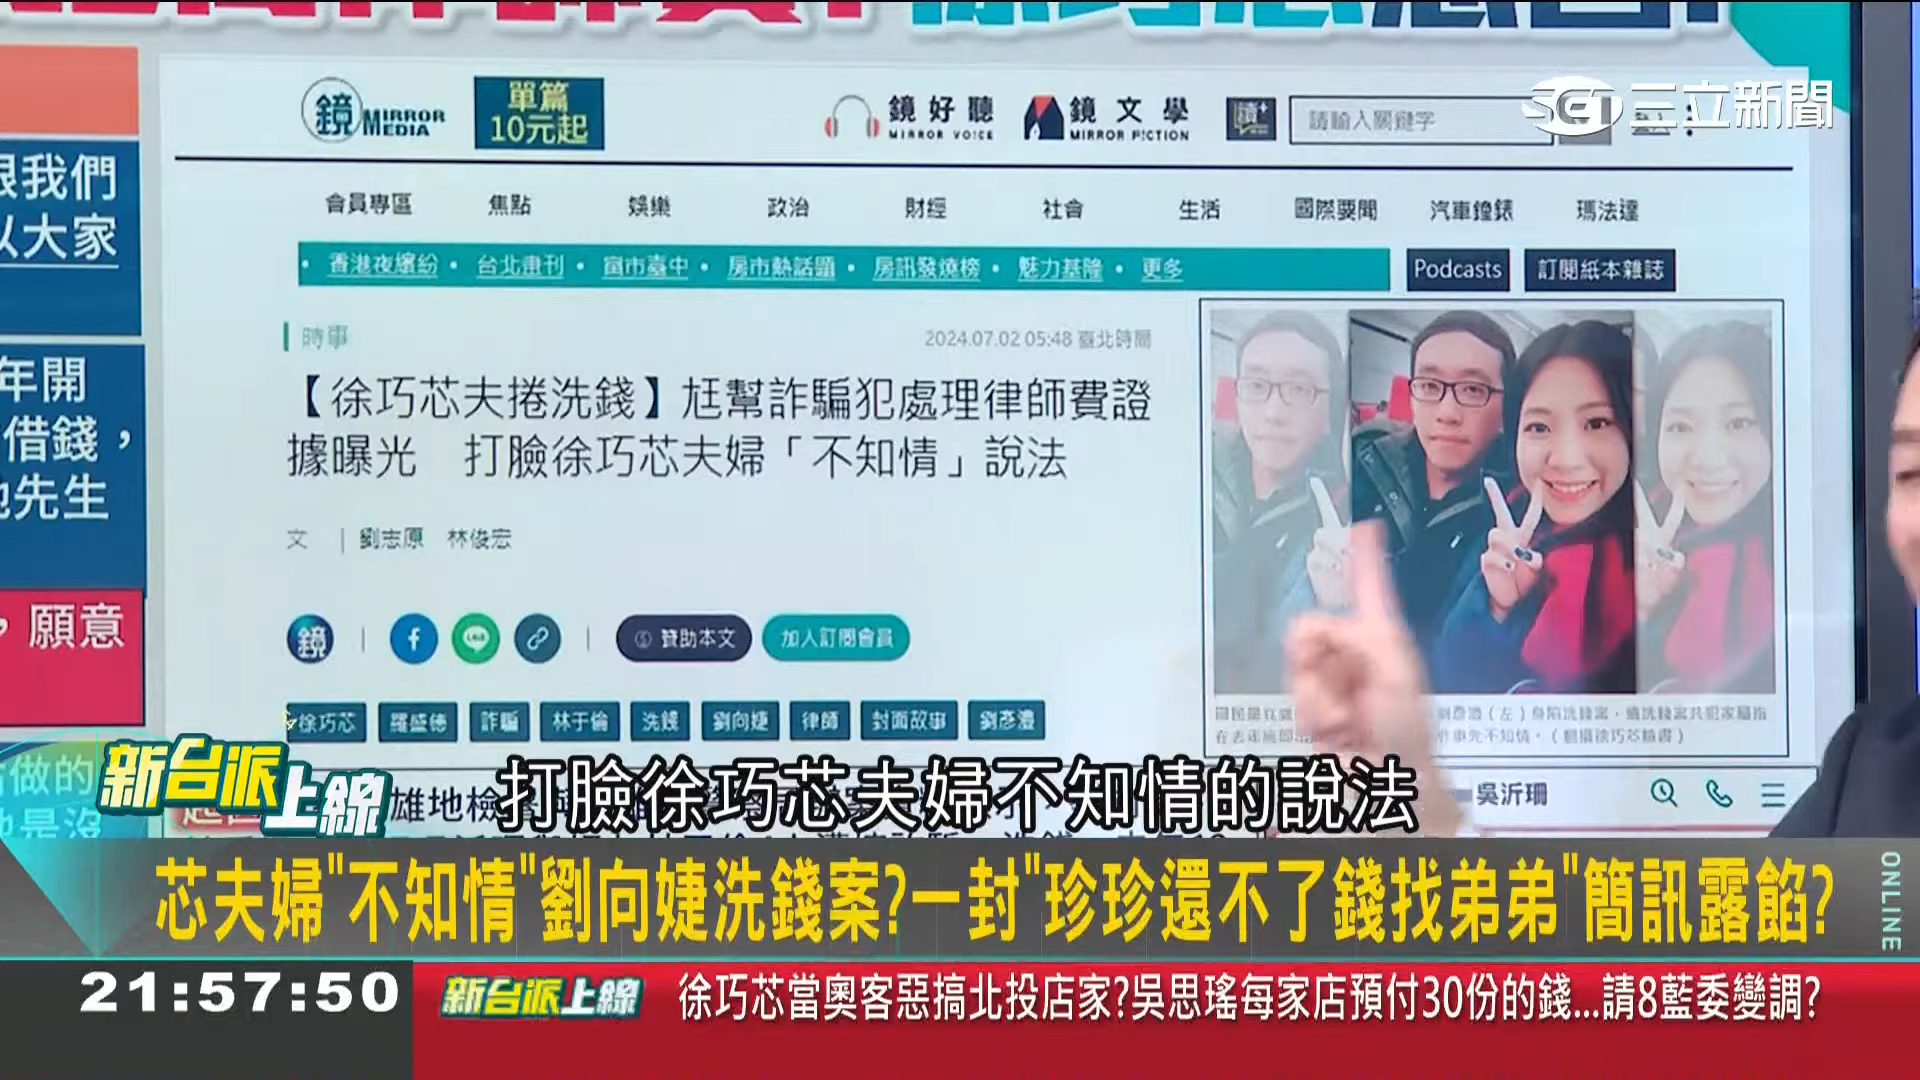 鏡 MIRROR MEDIA
單篇
10元起
鏡好聽
MIRROR VOICE
鏡文學
MIRROR FICTION
請輸入關鍵字
SET 三立新聞
會員專區 焦點 娛樂 政治 財經 社會 生活 國際要聞 汽車鐘錶 瑪法達
• 香港夜繽紛 • 台北畫刊 • 富市臺中 • 房市熱話題 • 房訊發燒榜 • 魅力基隆 • 更多
Podcasts 訂閱紙本雜誌
跟我們
以大家
年開
借錢，
他先生
，願意
時事
2024.07.02 05:48 臺北時間
【徐巧芯夫捲洗錢】尪幫詐騙犯處理律師費證
據曝光　打臉徐巧芯夫婦「不知情」說法
文 | 劉志原 林俊宏
鏡
贊助本文
加入訂閱會員
徐巧芯 羅盛德 詐騙 林于倫 洗錢 劉向婕 律師 封面故事 劉彥澧
吳沂珊
新台派上線
打臉徐巧芯夫婦不知情的說法
芯夫婦"不知情"劉向婕洗錢案?一封"珍珍還不了錢找弟弟"簡訊露餡?
ONLINE
21:57:50
新台派上線
徐巧芯當奧客惡搞北投店家?吳思瑤每家店預付30份的錢...請8藍委變調?